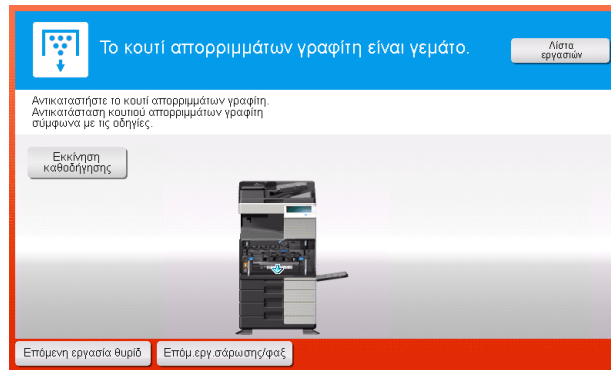 Το κουτί απορριμμάτων γραφίτη είναι γεμάτο.
Λίστα
εργασιών
Αντικαταστήστε το κουτί απορριμμάτων γραφίτη.
Αντικατάσταση κουτιού απορριμμάτων γραφίτη
σύμφωνα με τις οδηγίες.
Εκκίνηση
καθοδήγησης
Επόμενη εργασία θυρίδ
Επόμ.εργ.σάρωσης/φαξ